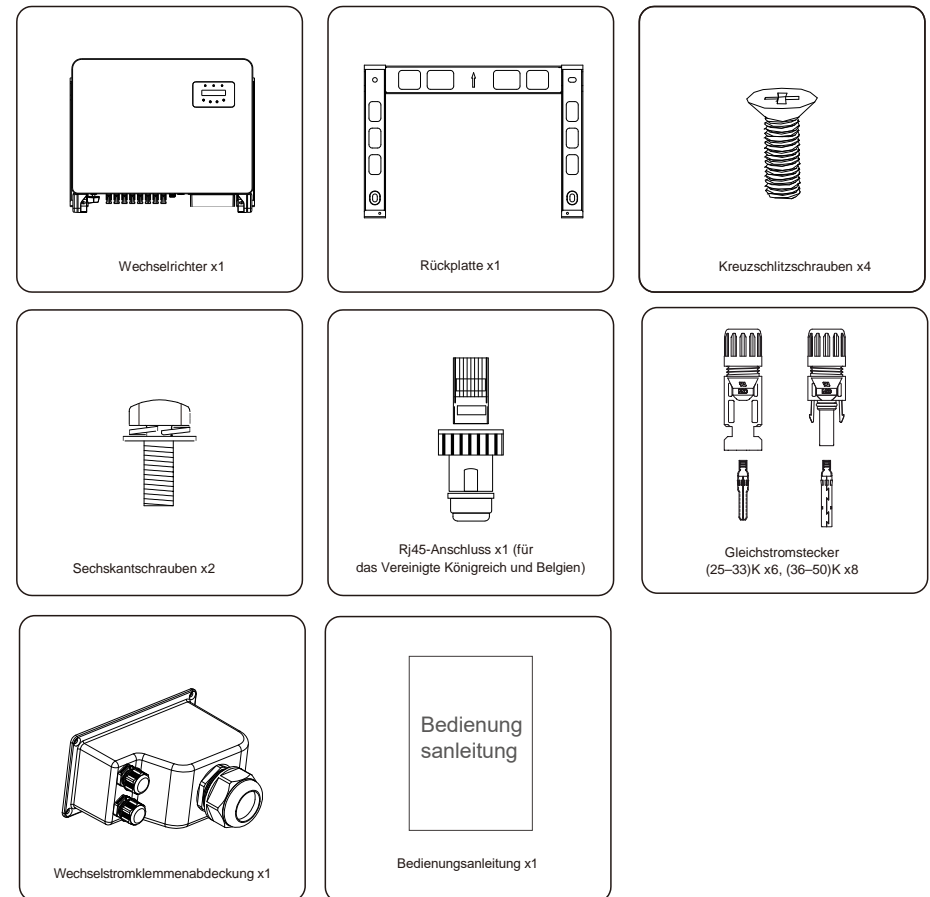 Wechselrichter x1
Rückplatte x1
Kreuzschlitzschrauben x4
Sechskantschrauben x2
Rj45-Anschluss x1 (für
das Vereinigte Königreich und Belgien)
Gleichstromstecker
(25–33)K x6, (36–50)K x8
Wechselstromklemmenabdeckung x1
Bedienung
sanleitung
Bedienungsanleitung x1